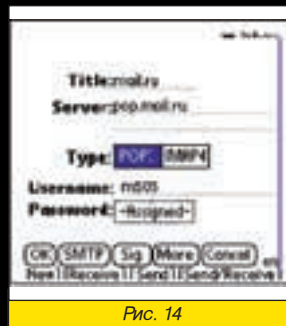 Title: mail.ru
Server: pop.mail.ru
Type: POP IMAP4
Username: m505
Password: -Assigned-
OK SMTP Sig More Cancel
New Receive Send Send/Receive
Рис. 14